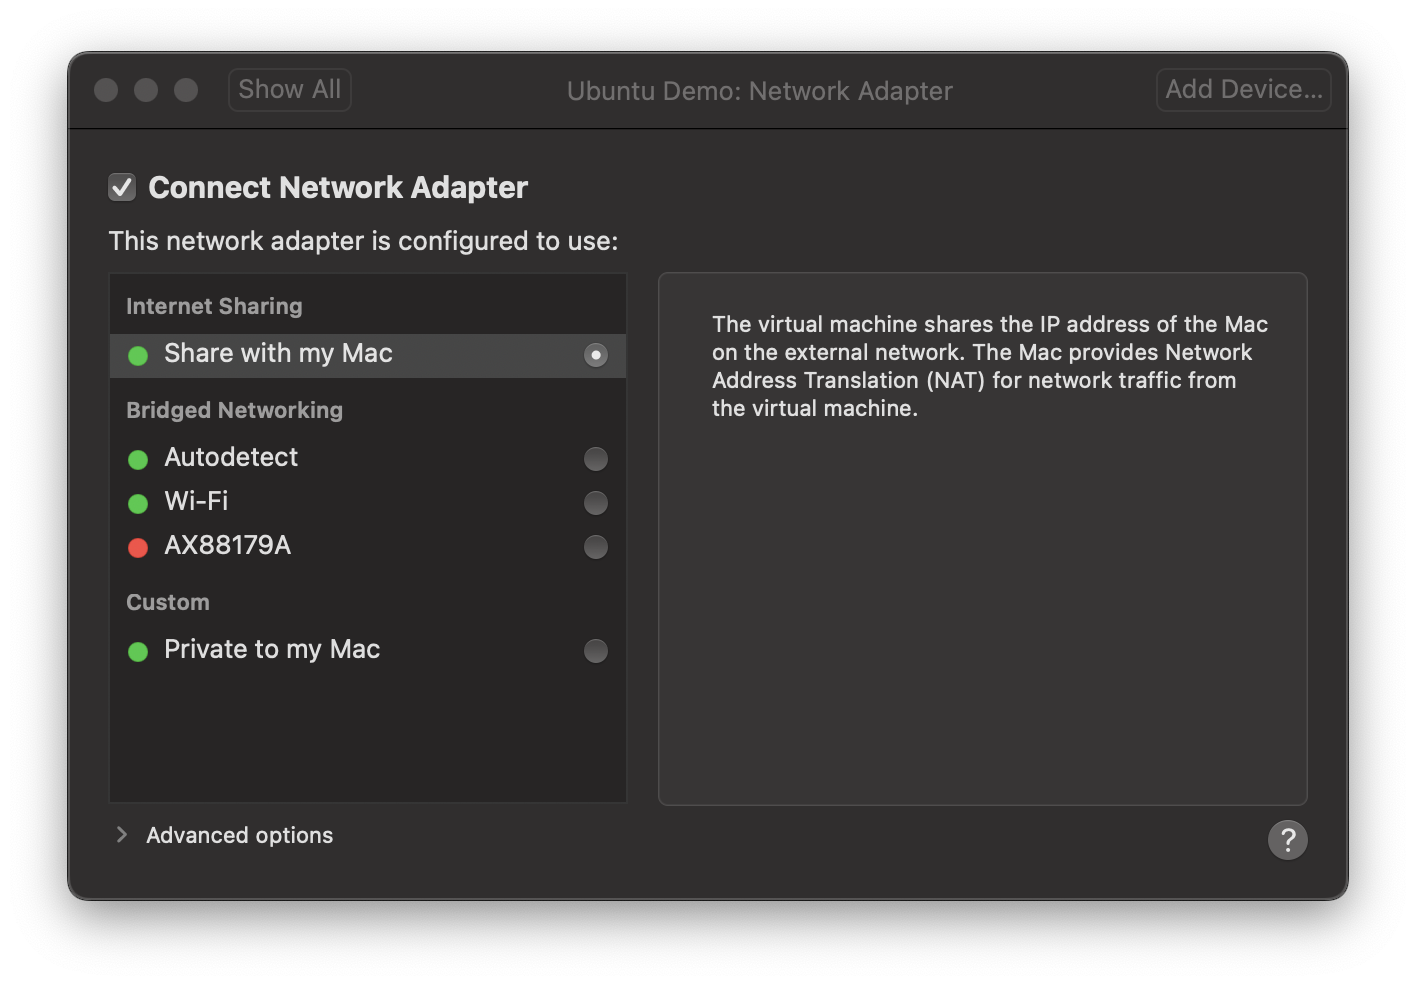 Show All
Ubuntu Demo: Network Adapter
Add Device...
Connect Network Adapter
This network adapter is configured to use:
Internet Sharing
Share with my Mac
Bridged Networking
Autodetect
Wi-Fi
AX88179A
Custom
Private to my Mac
The virtual machine shares the IP address of the Mac
on the external network. The Mac provides Network
Address Translation (NAT) for network traffic from
the virtual machine.
Advanced options
?